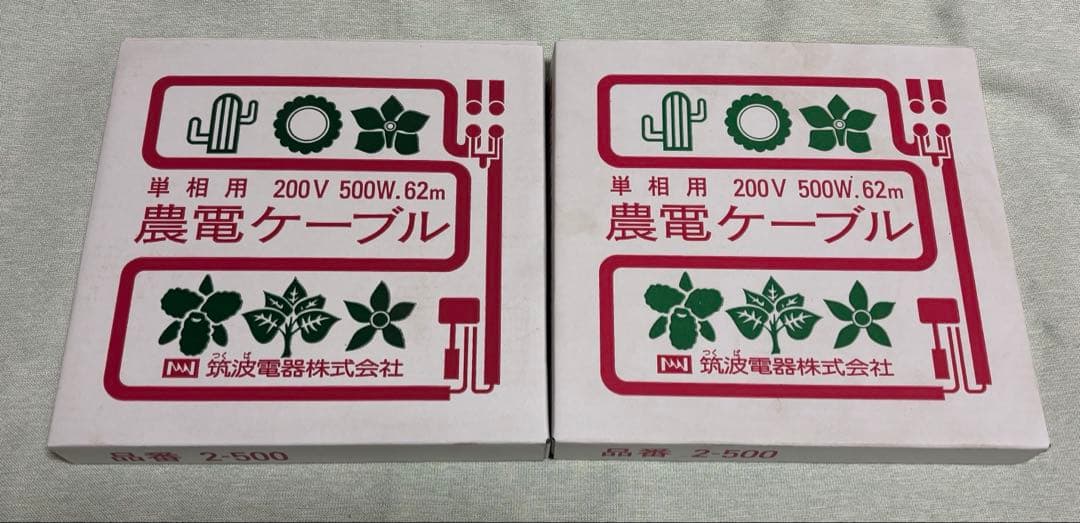 単相用 200V 500W.62m
農電ケーブル
つくば
筑波電器株式会社
品番 2-500
単相用 200V 500W.62m
農電ケーブル
つくば
筑波電器株式会社
品番 2-500